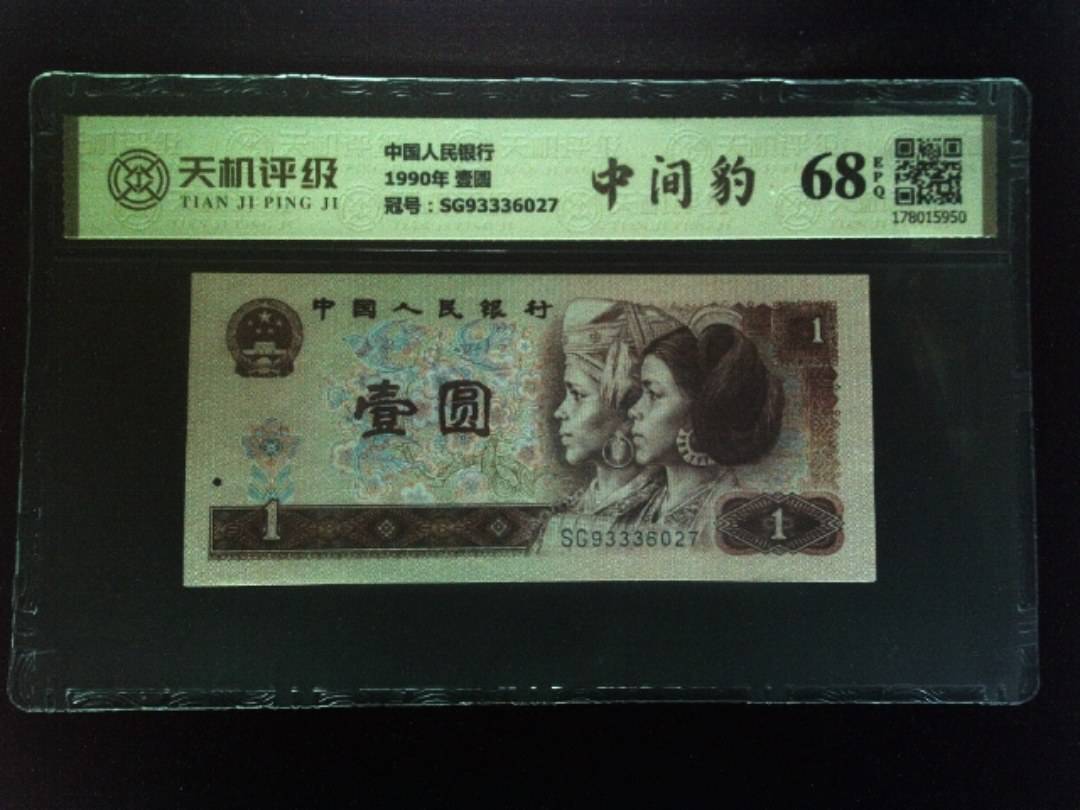 天机评级
TIAN JI PING JI
中国人民银行
1990年 壹圆
冠号：SG93336027
中间豹
68
EPQ
178015950
中国人民银行
1
壹圆
1
SG93336027
1